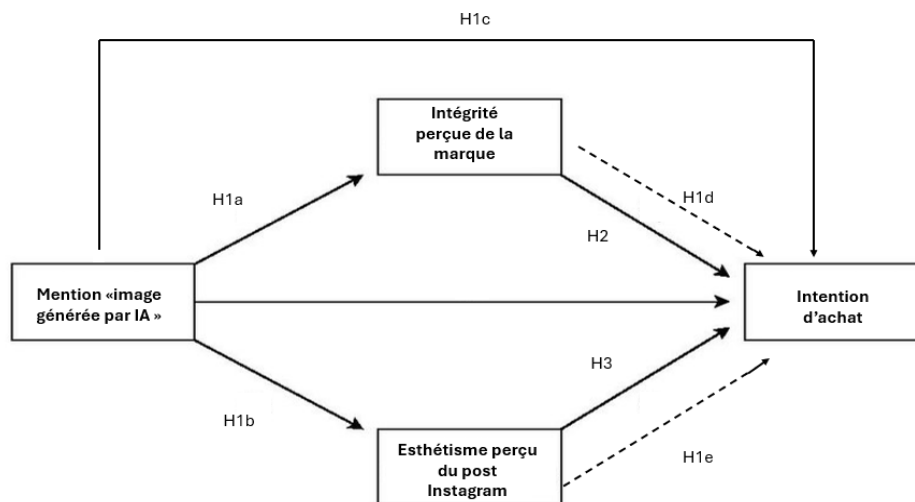 H1c
Intégrité
perçue de la
marque
H1a
H1d
H2
Mention «image
générée par IA »
Intention
d’achat
H3
H1b
Esthétisme perçu
du post
Instagram
H1e